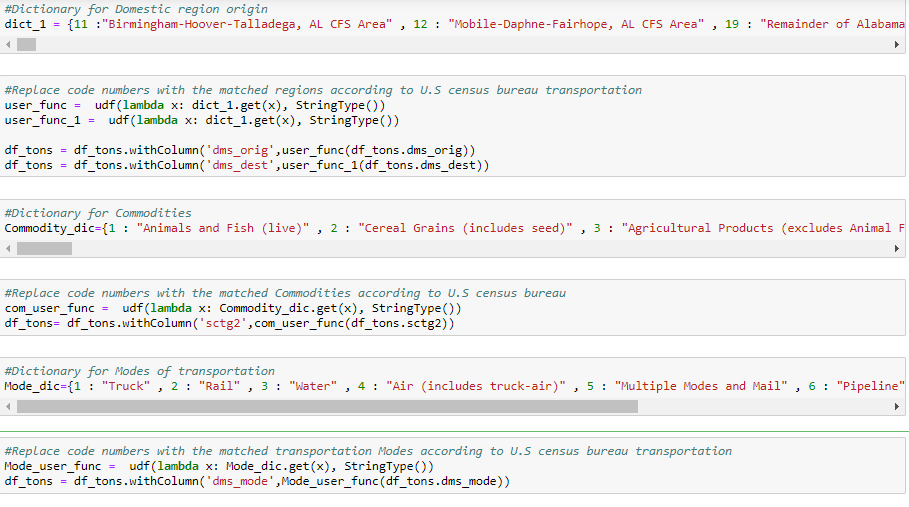 #Dictionary for Domestic region origin
dict_1 = {11 :"Birmingham-Hoover-Talladega, AL CFS Area" , 12 : "Mobile-Daphne-Fairhope, AL CFS Area" , 19 : "Remainder of Alabama
#Replace code numbers with the matched regions according to U.S census bureau transportation
user_func =  udf(lambda x: dict_1.get(x), StringType())
user_func_1 =  udf(lambda x: dict_1.get(x), StringType())
df_tons = df_tons.withColumn('dms_orig',user_func(df_tons.dms_orig))
df_tons = df_tons.withColumn('dms_dest',user_func_1(df_tons.dms_dest))
#Dictionary for Commodities
Commodity_dic={1 : "Animals and Fish (live)" , 2 : "Cereal Grains (includes seed)" , 3 : "Agricultural Products (excludes Animal F
#Replace code numbers with the matched Commodities according to U.S census bureau
com_user_func =  udf(lambda x: Commodity_dic.get(x), StringType())
df_tons= df_tons.withColumn('sctg2',com_user_func(df_tons.sctg2))
#Dictionary for Modes of transportation
Mode_dic={1 : "Truck" , 2 : "Rail" , 3 : "Water" , 4 : "Air (includes truck-air)" , 5 : "Multiple Modes and Mail" , 6 : "Pipeline"
#Replace code numbers with the matched transportation Modes according to U.S census bureau transportation
Mode_user_func =  udf(lambda x: Mode_dic.get(x), StringType())
df_tons = df_tons.withColumn('dms_mode',Mode_user_func(df_tons.dms_mode))